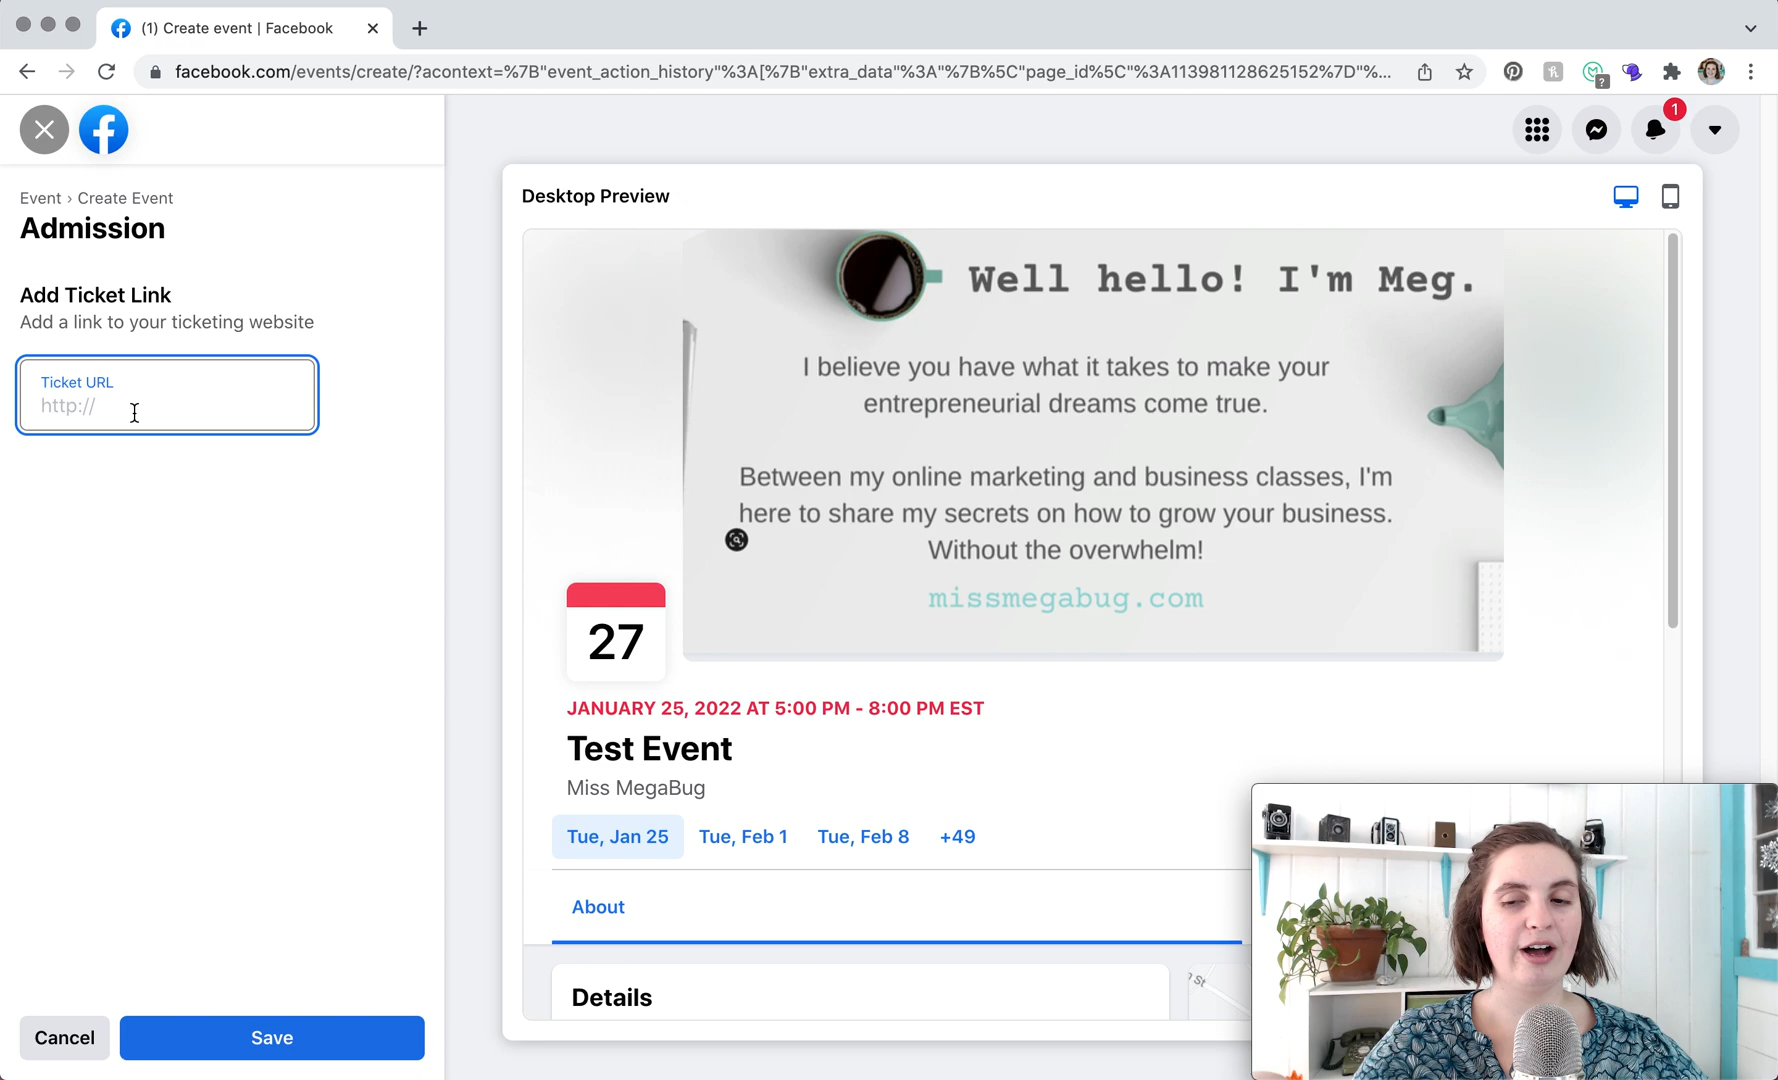 (1) Create event | Facebook
facebook.com/events/create/?acontext=%7B"event_action_history"%3A[%7B"extra_data"%3A"%7B%5C"page_id%5C"%3A113981128625152%7D"%...
?
1
Event › Create Event
Admission
Add Ticket Link
Add a link to your ticketing website
Ticket URL
http://
Cancel
Save
Desktop Preview
Well hello! I'm Meg.
I believe you have what it takes to make your
entrepreneurial dreams come true.
Between my online marketing and business classes, I'm
here to share my secrets on how to grow your business.
Without the overwhelm!
missmegabug.com
27
JANUARY 25, 2022 AT 5:00 PM - 8:00 PM EST
Test Event
Miss MegaBug
Tue, Jan 25
Tue, Feb 1
Tue, Feb 8
+49
About
Details